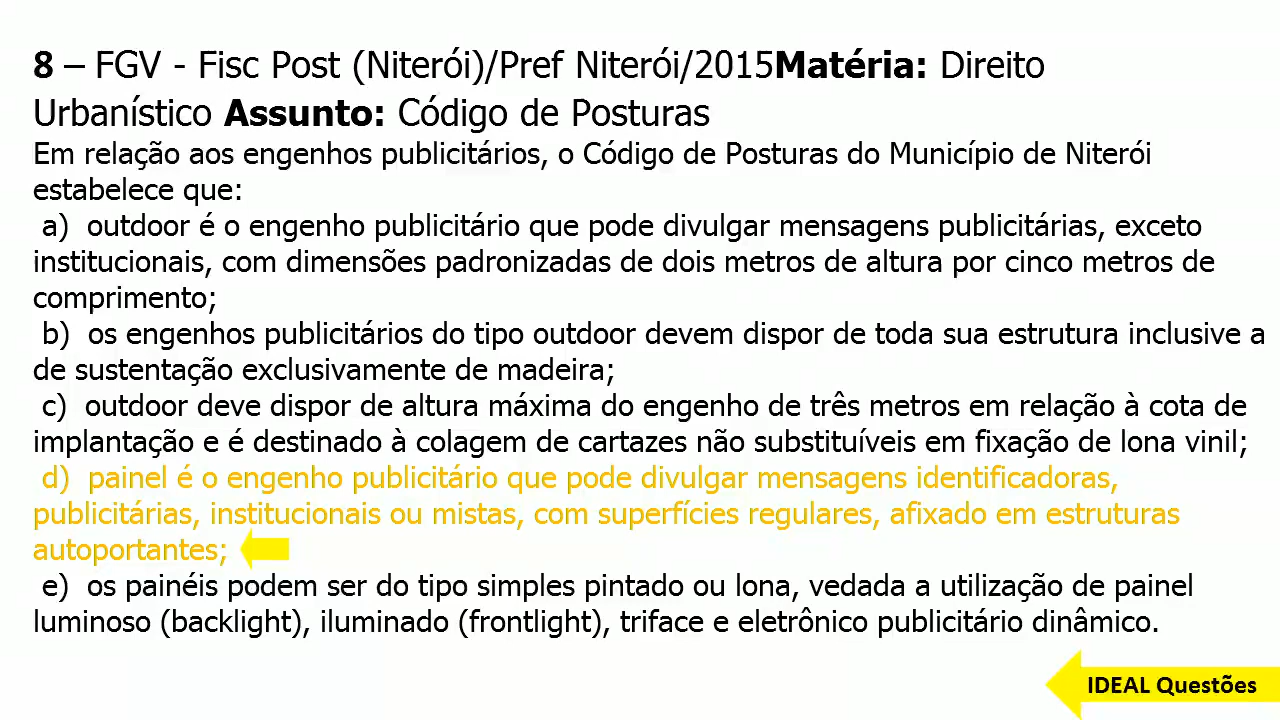 8 – FGV - Fisc Post (Niterói)/Pref Niterói/2015Matéria: Direito
Urbanístico Assunto: Código de Posturas
Em relação aos engenhos publicitários, o Código de Posturas do Município de Niterói
estabelece que:
a) outdoor é o engenho publicitário que pode divulgar mensagens publicitárias, exceto
institucionais, com dimensões padronizadas de dois metros de altura por cinco metros de
comprimento;
b) os engenhos publicitários do tipo outdoor devem dispor de toda sua estrutura inclusive a
de sustentação exclusivamente de madeira;
c) outdoor deve dispor de altura máxima do engenho de três metros em relação à cota de
implantação e é destinado à colagem de cartazes não substituíveis em fixação de lona vinil;
d) painel é o engenho publicitário que pode divulgar mensagens identificadoras,
publicitárias, institucionais ou mistas, com superfícies regulares, afixado em estruturas
autoportantes;
e) os painéis podem ser do tipo simples pintado ou lona, vedada a utilização de painel
luminoso (backlight), iluminado (frontlight), triface e eletrônico publicitário dinâmico.
IDEAL Questões